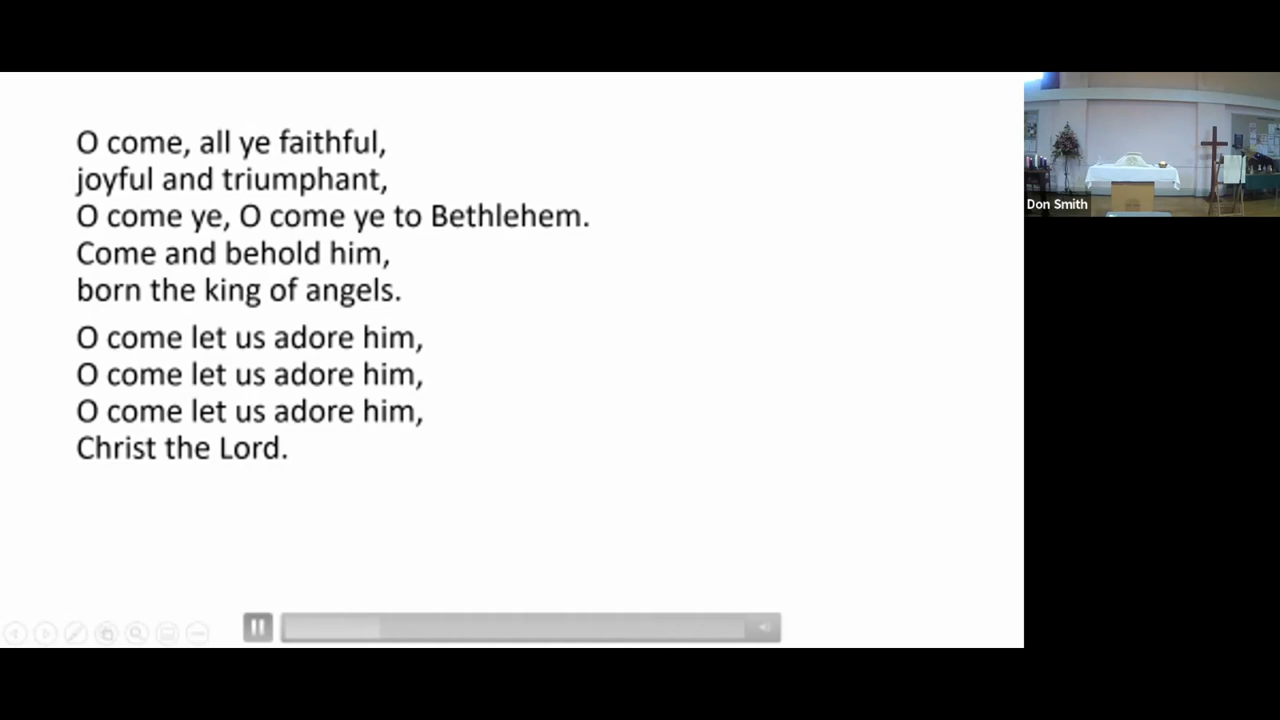 O come, all ye faithful,
joyful and triumphant,
O come ye, O come ye to Bethlehem.
Come and behold him,
born the king of angels.
O come let us adore him,
O come let us adore him,
O come let us adore him,
Christ the Lord.
Don Smith